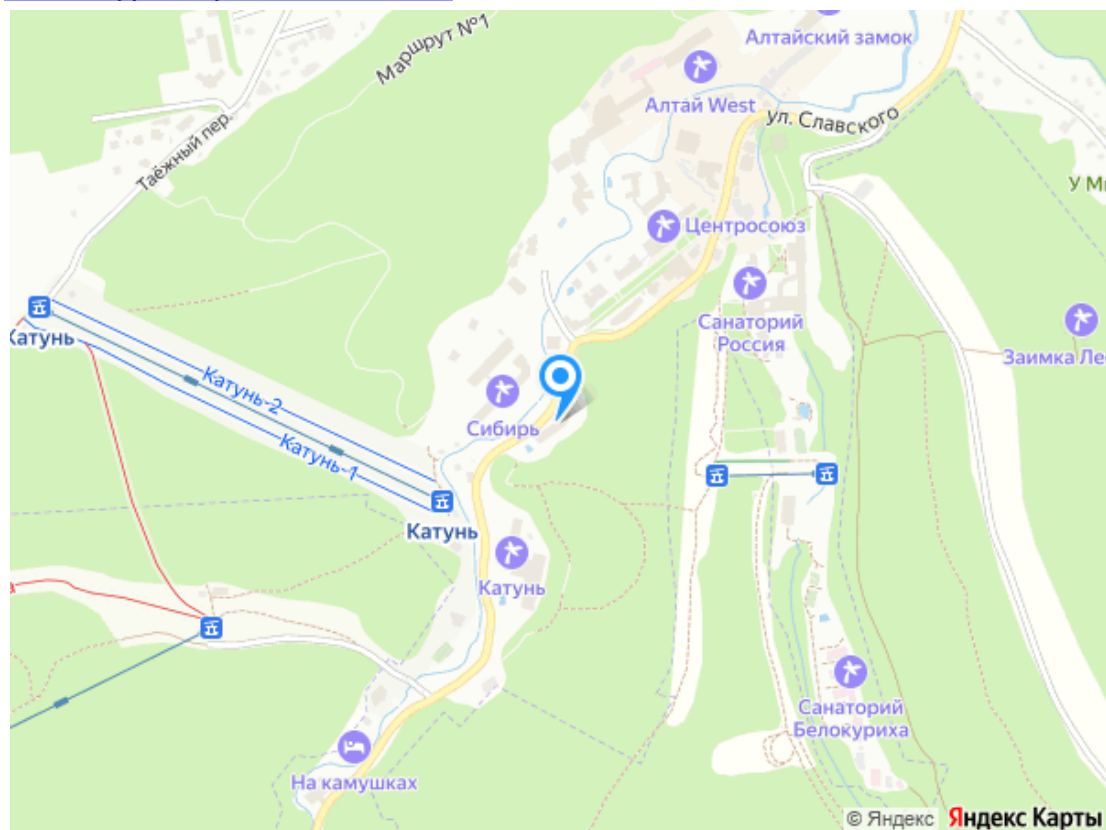 Маршрут №1
Алтайский замок
Алтай West
ул. Славского
Таёжный пер.
Центросоюз
Санаторий
Россия
Заимка Ле
Катунь-2
Сибирь
Катунь-1
Катунь
Катунь
На камушках
Санаторий
Белокуриха
© Яндекс Яндекс Карты